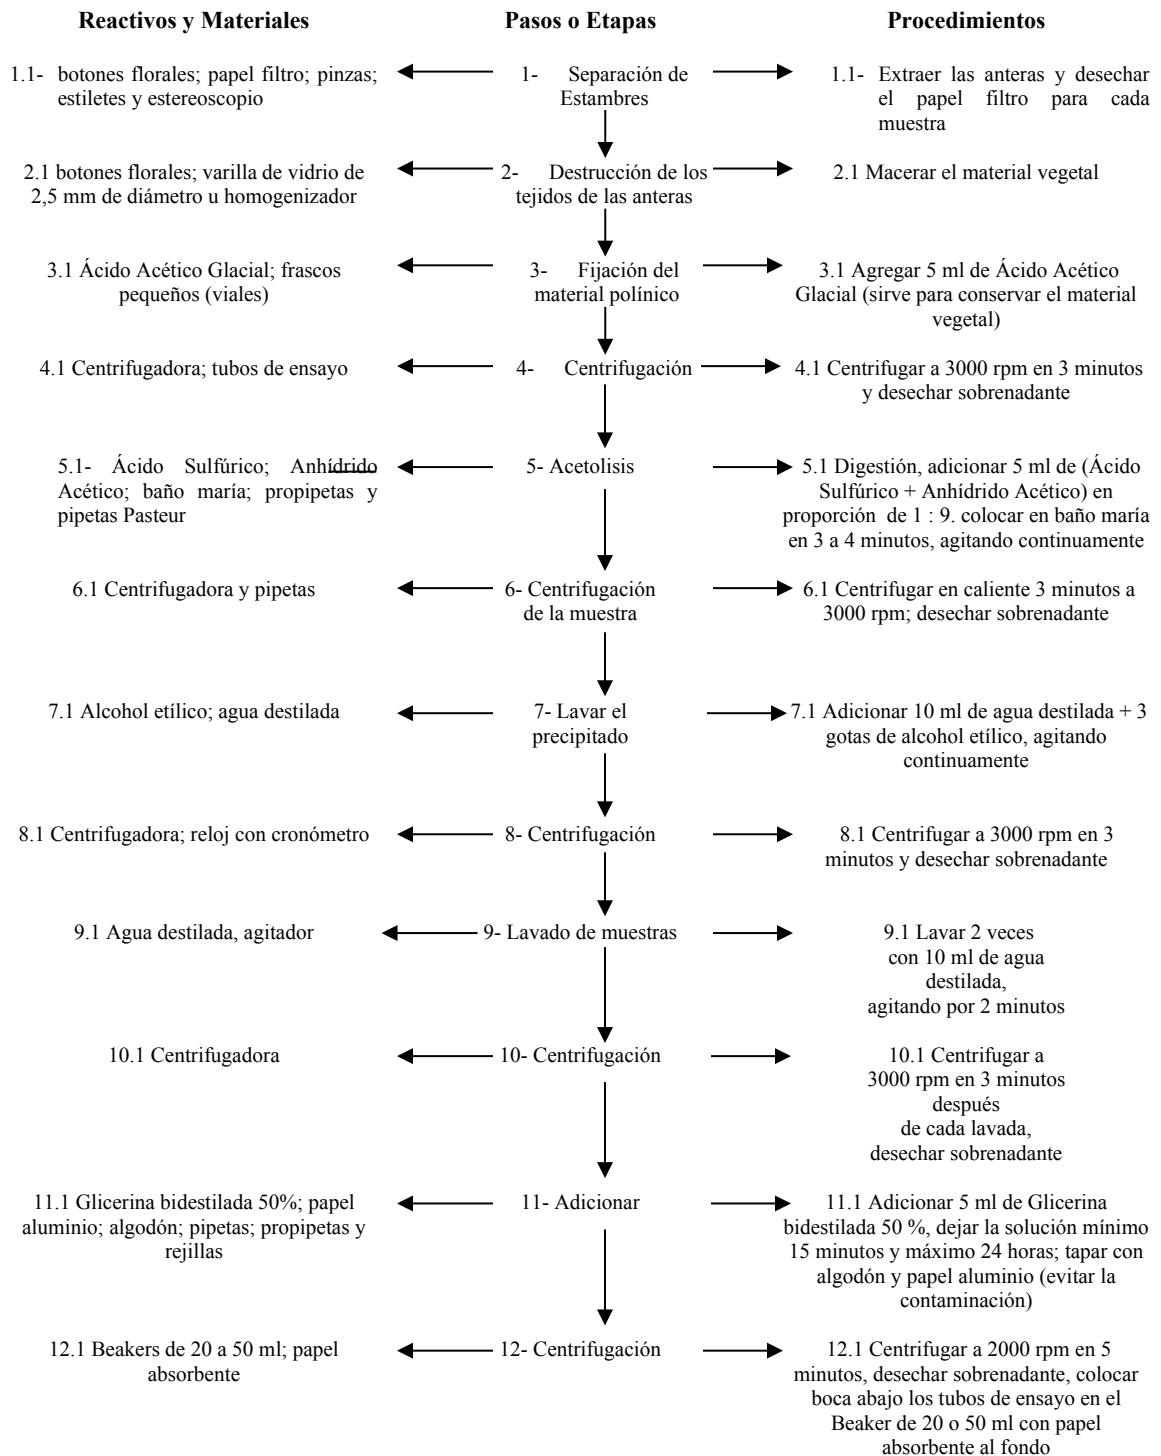 Reactivos y Materiales
Pasos o Etapas
Procedimientos
1.1- botones florales; papel filtro; pinzas;
estiletes y estereoscopio
1- Separación de
Estambres
1.1- Extraer las anteras y desechar
el papel filtro para cada
muestra
2.1 botones florales; varilla de vidrio de
2,5 mm de diámetro u homogenizador
2- Destrucción de los
tejidos de las anteras
2.1 Macerar el material vegetal
3.1 Ácido Acético Glacial; frascos
pequeños (viales)
3- Fijación del
material polínico
3.1 Agregar 5 ml de Ácido Acético
Glacial (sirve para conservar el material
vegetal)
4.1 Centrifugadora; tubos de ensayo
4- Centrifugación
4.1 Centrifugar a 3000 rpm en 3 minutos
y desechar sobrenadante
5.1- Ácido Sulfúrico; Anhídrido
Acético; baño maría; propipetas y
pipetas Pasteur
5- Acetolisis
5.1 Digestión, adicionar 5 ml de (Ácido
Sulfúrico + Anhídrido Acético) en
proporción de 1 : 9. colocar en baño maría
en 3 a 4 minutos, agitando continuamente
6.1 Centrifugadora y pipetas
6- Centrifugación
de la muestra
6.1 Centrifugar en caliente 3 minutos a
3000 rpm; desechar sobrenadante
7.1 Alcohol etílico; agua destilada
7- Lavar el
precipitado
7.1 Adicionar 10 ml de agua destilada + 3
gotas de alcohol etílico, agitando
continuamente
8.1 Centrifugadora; reloj con cronómetro
8- Centrifugación
8.1 Centrifugar a 3000 rpm en 3
minutos y desechar sobrenadante
9.1 Agua destilada, agitador
9- Lavado de muestras
9.1 Lavar 2 veces
con 10 ml de agua
destilada,
agitando por 2 minutos
10.1 Centrifugadora
10- Centrifugación
10.1 Centrifugar a
3000 rpm en 3 minutos
después
de cada lavada,
desechar sobrenadante
11.1 Glicerina bidestilada 50%; papel
aluminio; algodón; pipetas; propipetas y
rejillas
11- Adicionar
11.1 Adicionar 5 ml de Glicerina
bidestilada 50 %, dejar la solución mínimo
15 minutos y máximo 24 horas; tapar con
algodón y papel aluminio (evitar la
contaminación)
12.1 Beakers de 20 a 50 ml; papel
absorbente
12- Centrifugación
12.1 Centrifugar a 2000 rpm en 5
minutos, desechar sobrenadante, colocar
boca abajo los tubos de ensayo en el
Beaker de 20 o 50 ml con papel
absorbente al fondo